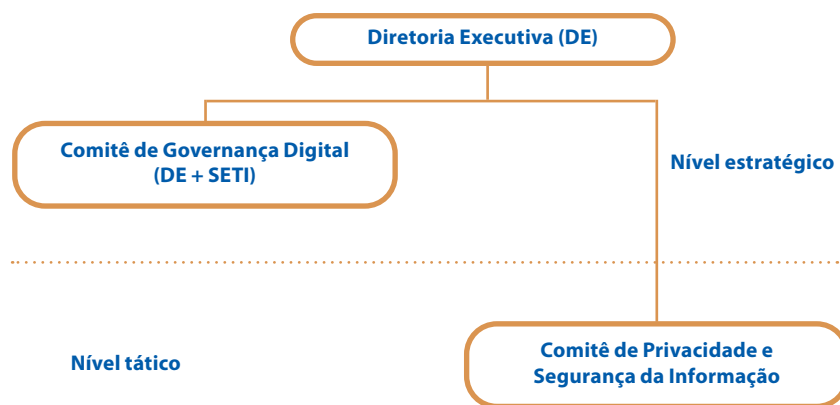 Diretoria Executiva (DE)
Comitê de Governança Digital
(DE + SETI)
Nível estratégico
Comitê de Privacidade e
Segurança da Informação
Nível tático